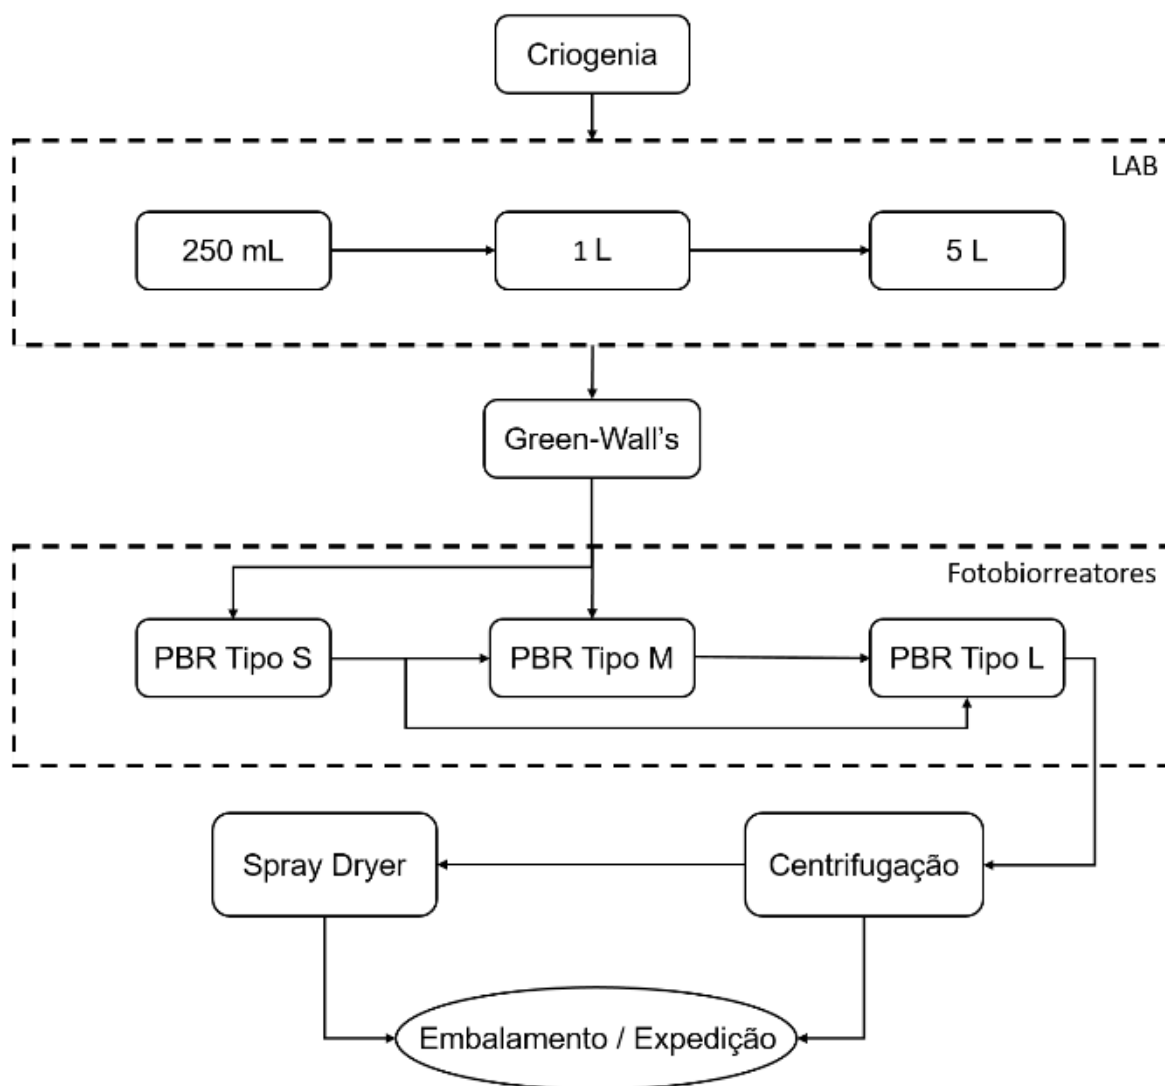 Criogenia
LAB
250 mL
1 L
5 L
Green-Wall's
Fotobiorreatores
PBR Tipo S
PBR Tipo M
PBR Tipo L
Spray Dryer
Centrifugação
Embalamento / Expedição